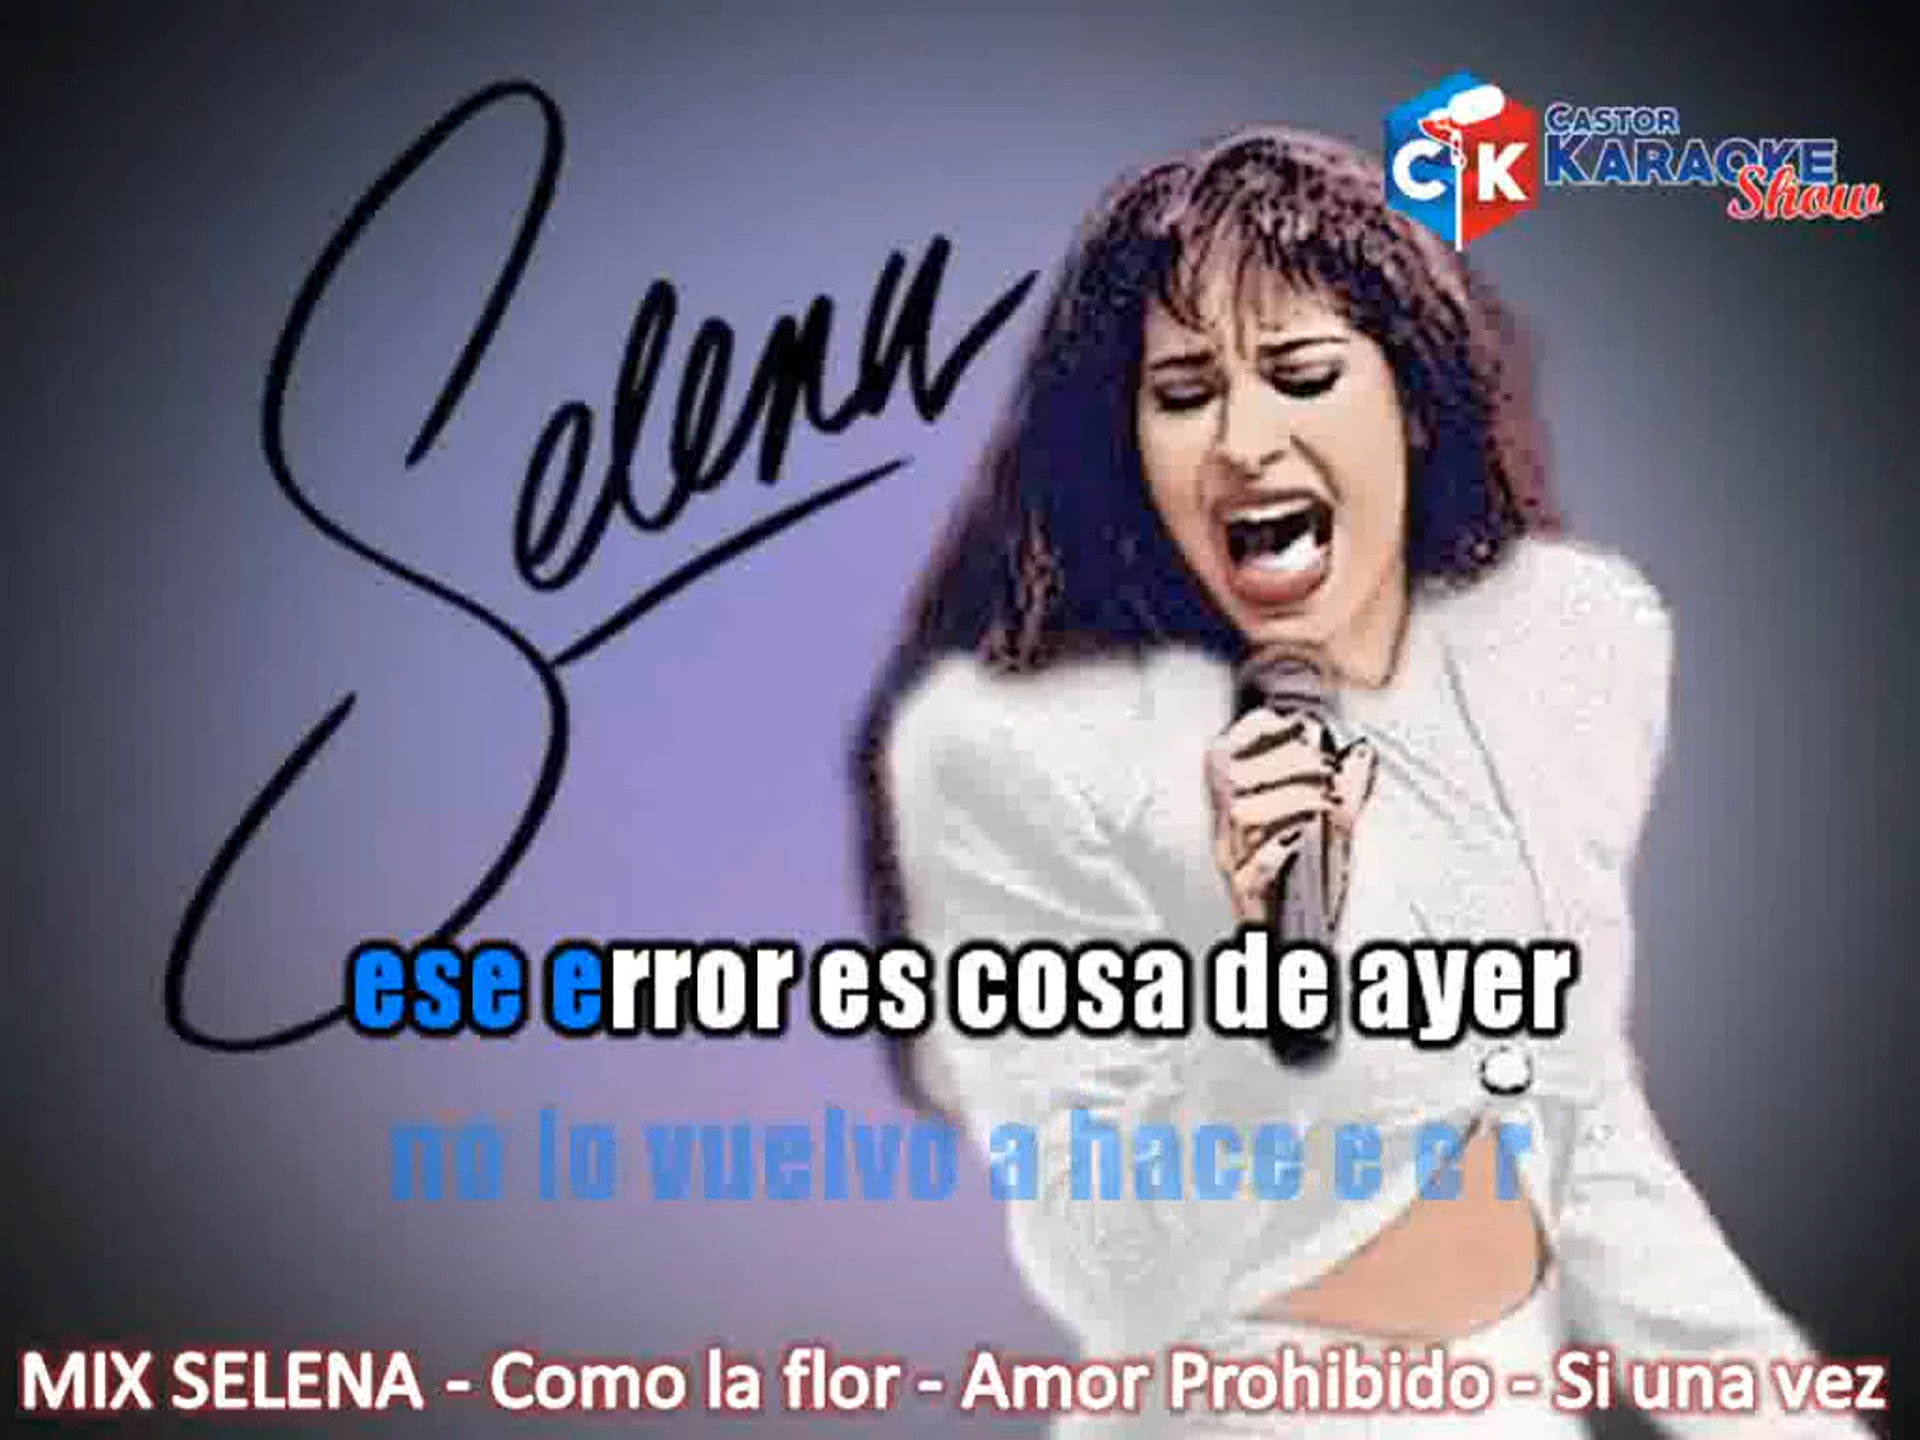 Selena
CK
CASTOR
KARAOKE
Show
ese error es cosa de ayer
no lo vuelvo a hace e e r
MIX SELENA - Como la flor - Amor Prohibido - Si una vez